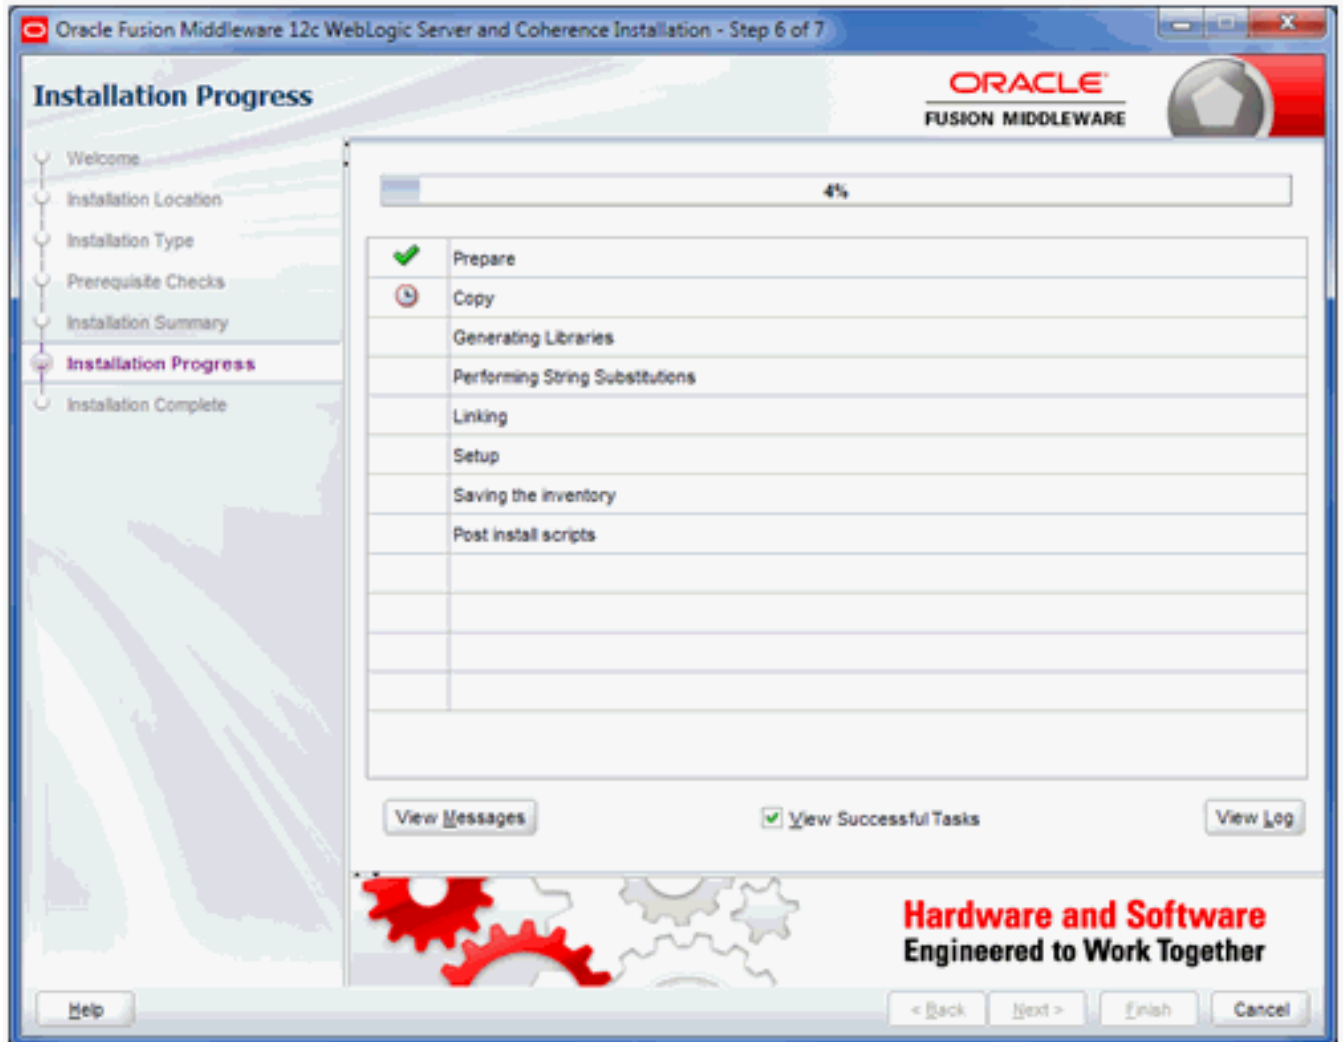 Oracle Fusion Middleware 12c WebLogic Server and Coherence Installation - Step 6 of 7
Installation Progress
ORACLE
FUSION MIDDLEWARE
Welcome
Installation Location
Installation Type
Prerequisite Checks
Installation Summary
Installation Progress
Installation Complete
4%
Prepare
Copy
Generating Libraries
Performing String Substitutions
Linking
Setup
Saving the inventory
Post install scripts
View Messages
View Successful Tasks
View Log
Hardware and Software
Engineered to Work Together
Help
< Back
Next >
Finish
Cancel